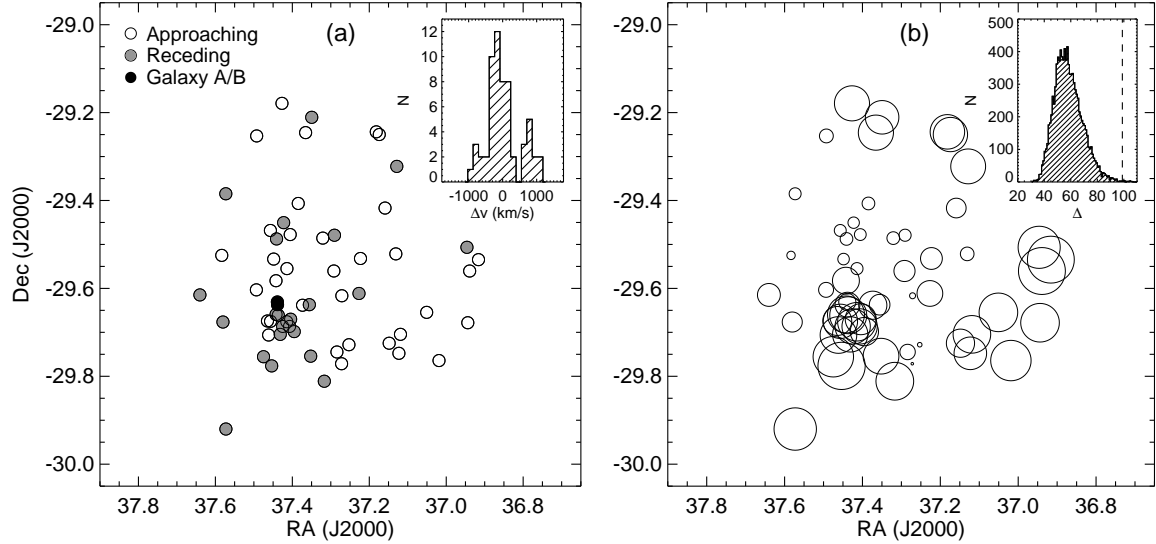 (a)
Approaching
Receding
Galaxy A/B
-29.0
-29.2
-29.4
-29.6
-29.8
-30.0
Dec (J2000)
37.8 37.6 37.4 37.2 37.0 36.8
RA (J2000)
12
10
8
6
4
2
0
N
-1000 0 1000
Δv (km/s)
(b)
-29.0
-29.2
-29.4
-29.6
-29.8
-30.0
37.8 37.6 37.4 37.2 37.0 36.8
RA (J2000)
500
400
300
200
100
0
N
20 40 60 80 100
Δ